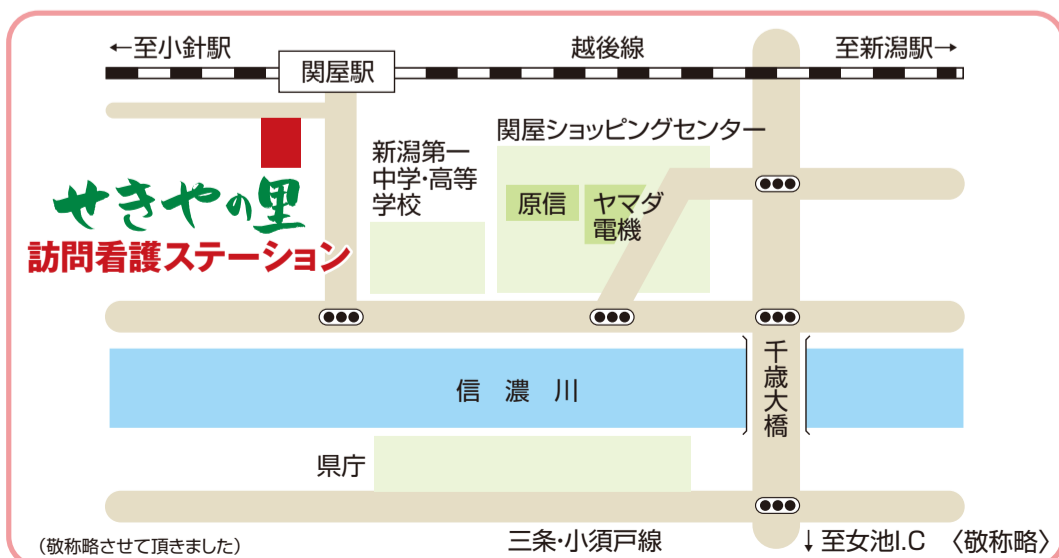 ←至小針駅
越後線
至新潟駅→
関屋駅
関屋ショッピングセンター
新潟第一
中学・高等
学校
原信
ヤマダ
電機
せきやの里
訪問看護ステーション
千歳大橋
信濃川
県庁
(敬称略させて頂きました)
三条・小須戸線
↓至女池I.C 〈敬称略〉